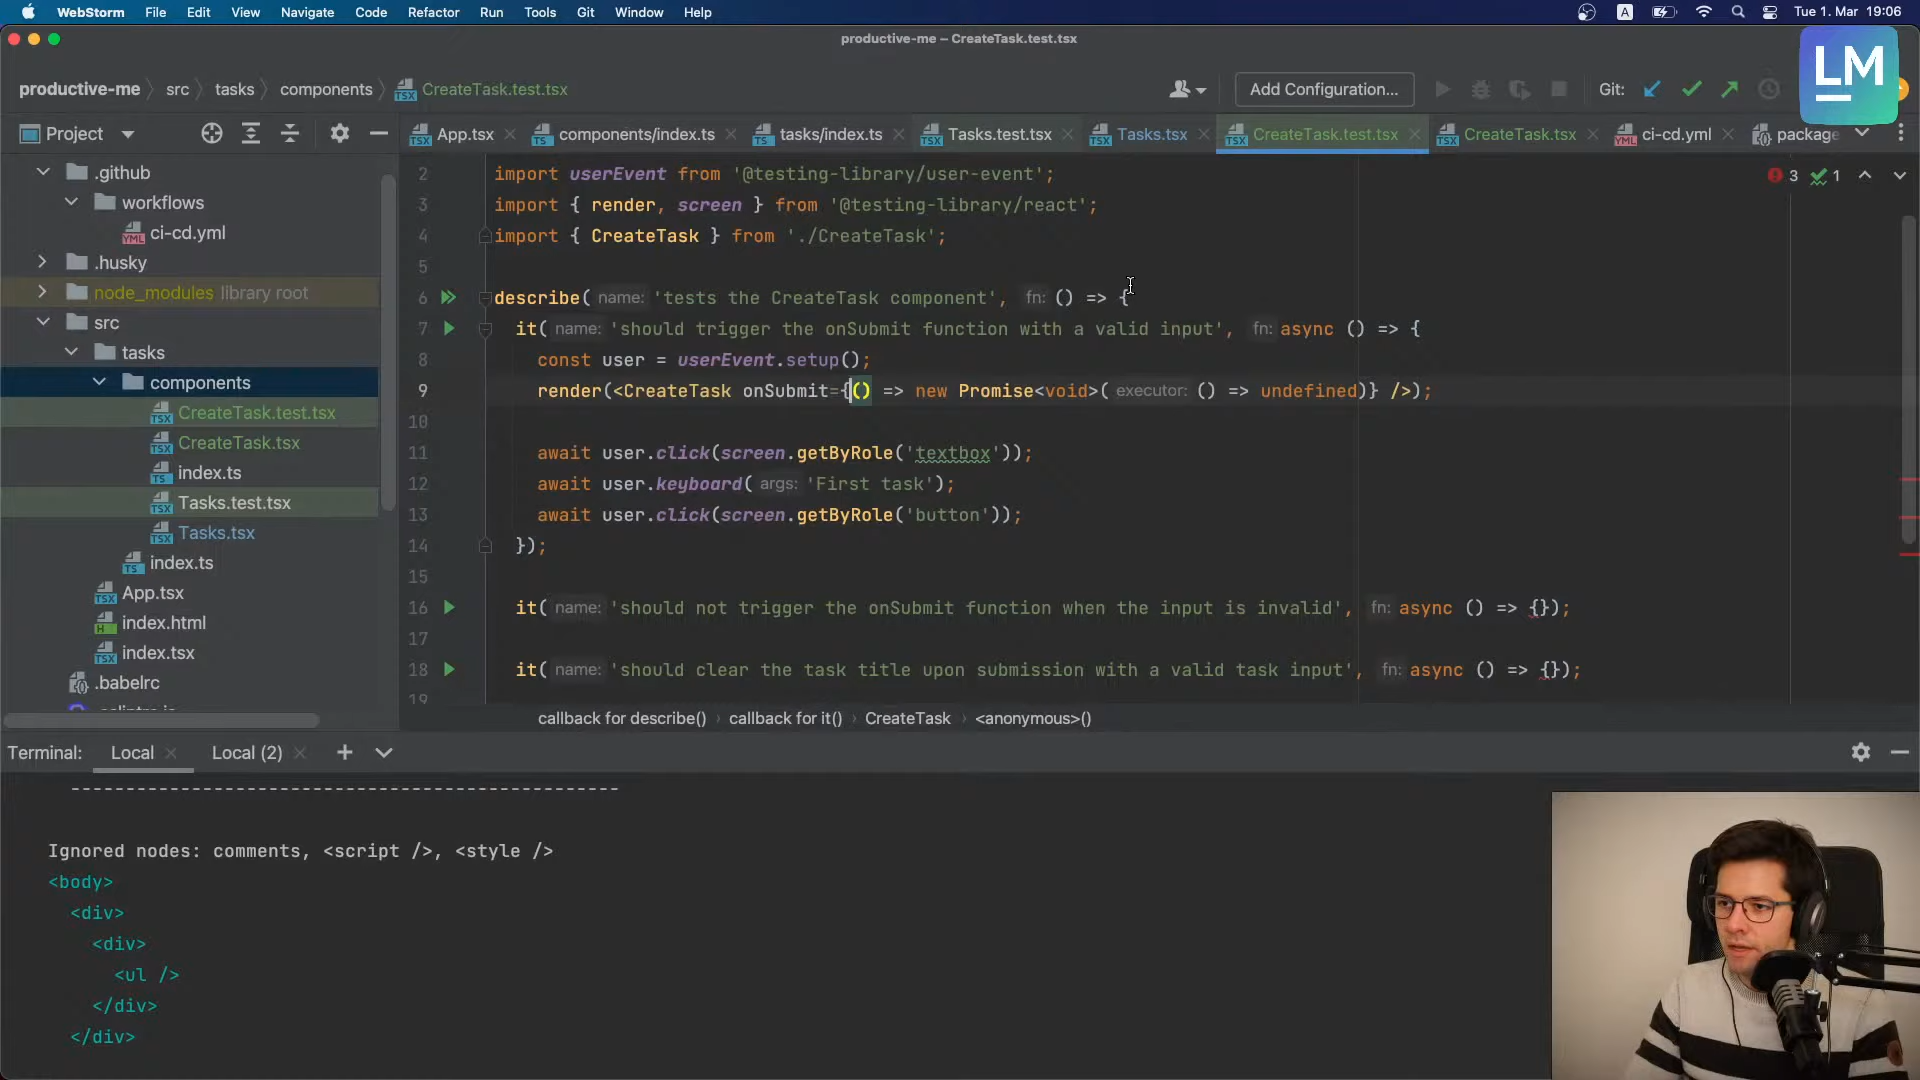 WebStorm File Edit View Navigate Code Refactor Run Tools Git Window Help A Tue 1. Mar 19:06
productive-me – CreateTask.test.tsx
LM
productive-me src tasks components CreateTask.test.tsx Add Configuration... Git:
Project App.tsx components/index.ts tasks/index.ts Tasks.test.tsx Tasks.tsx CreateTask.test.tsx CreateTask.tsx ci-cd.yml package
.github
workflows
ci-cd.yml
.husky
node_modules library root
src
tasks
components
CreateTask.test.tsx
CreateTask.tsx
index.ts
Tasks.test.tsx
Tasks.tsx
index.ts
App.tsx
index.html
index.tsx
.babelrc
3 1
2 import userEvent from '@testing-library/user-event';
3 import { render, screen } from '@testing-library/react';
4 import { CreateTask } from './CreateTask';
5
6 describe( name: 'tests the CreateTask component', fn: () => {
7 it( name: 'should trigger the onSubmit function with a valid input', fn: async () => {
8 const user = userEvent.setup();
9 render(<CreateTask onSubmit={() => new Promise<void>( executor: () => undefined)} />);
10
11 await user.click(screen.getByRole('textbox'));
12 await user.keyboard( args: 'First task');
13 await user.click(screen.getByRole('button'));
14 });
15
16 it( name: 'should not trigger the onSubmit function when the input is invalid', fn: async () => {});
17
18 it( name: 'should clear the task title upon submission with a valid task input', fn: async () => {});
19
callback for describe() callback for it() CreateTask <anonymous>()
Terminal: Local Local (2)
-------------------------------------------------
Ignored nodes: comments, <script />, <style />
<body>
<div>
<div>
<ul />
</div>
</div>